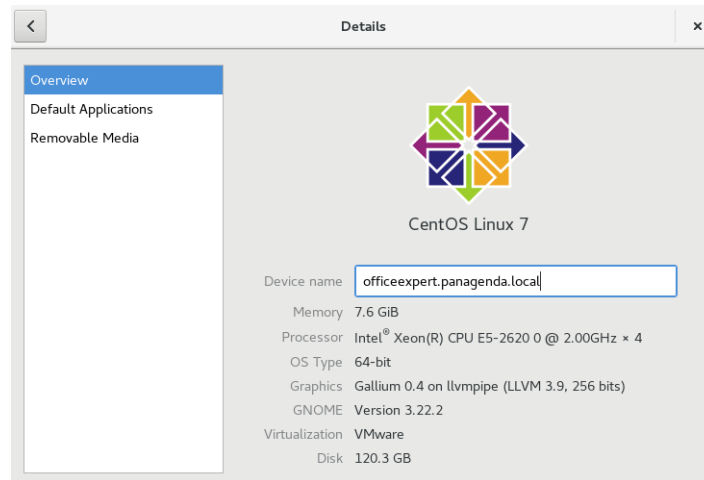 Details
Overview
Default Applications
Removable Media
CentOS Linux 7
Device name officeexpert.panagenda.local
Memory 7.6 GiB
Processor Intel® Xeon(R) CPU E5-2620 0 @ 2.00GHz × 4
OS Type 64-bit
Graphics Gallium 0.4 on llvmpipe (LLVM 3.9, 256 bits)
GNOME Version 3.22.2
Virtualization VMware
Disk 120.3 GB